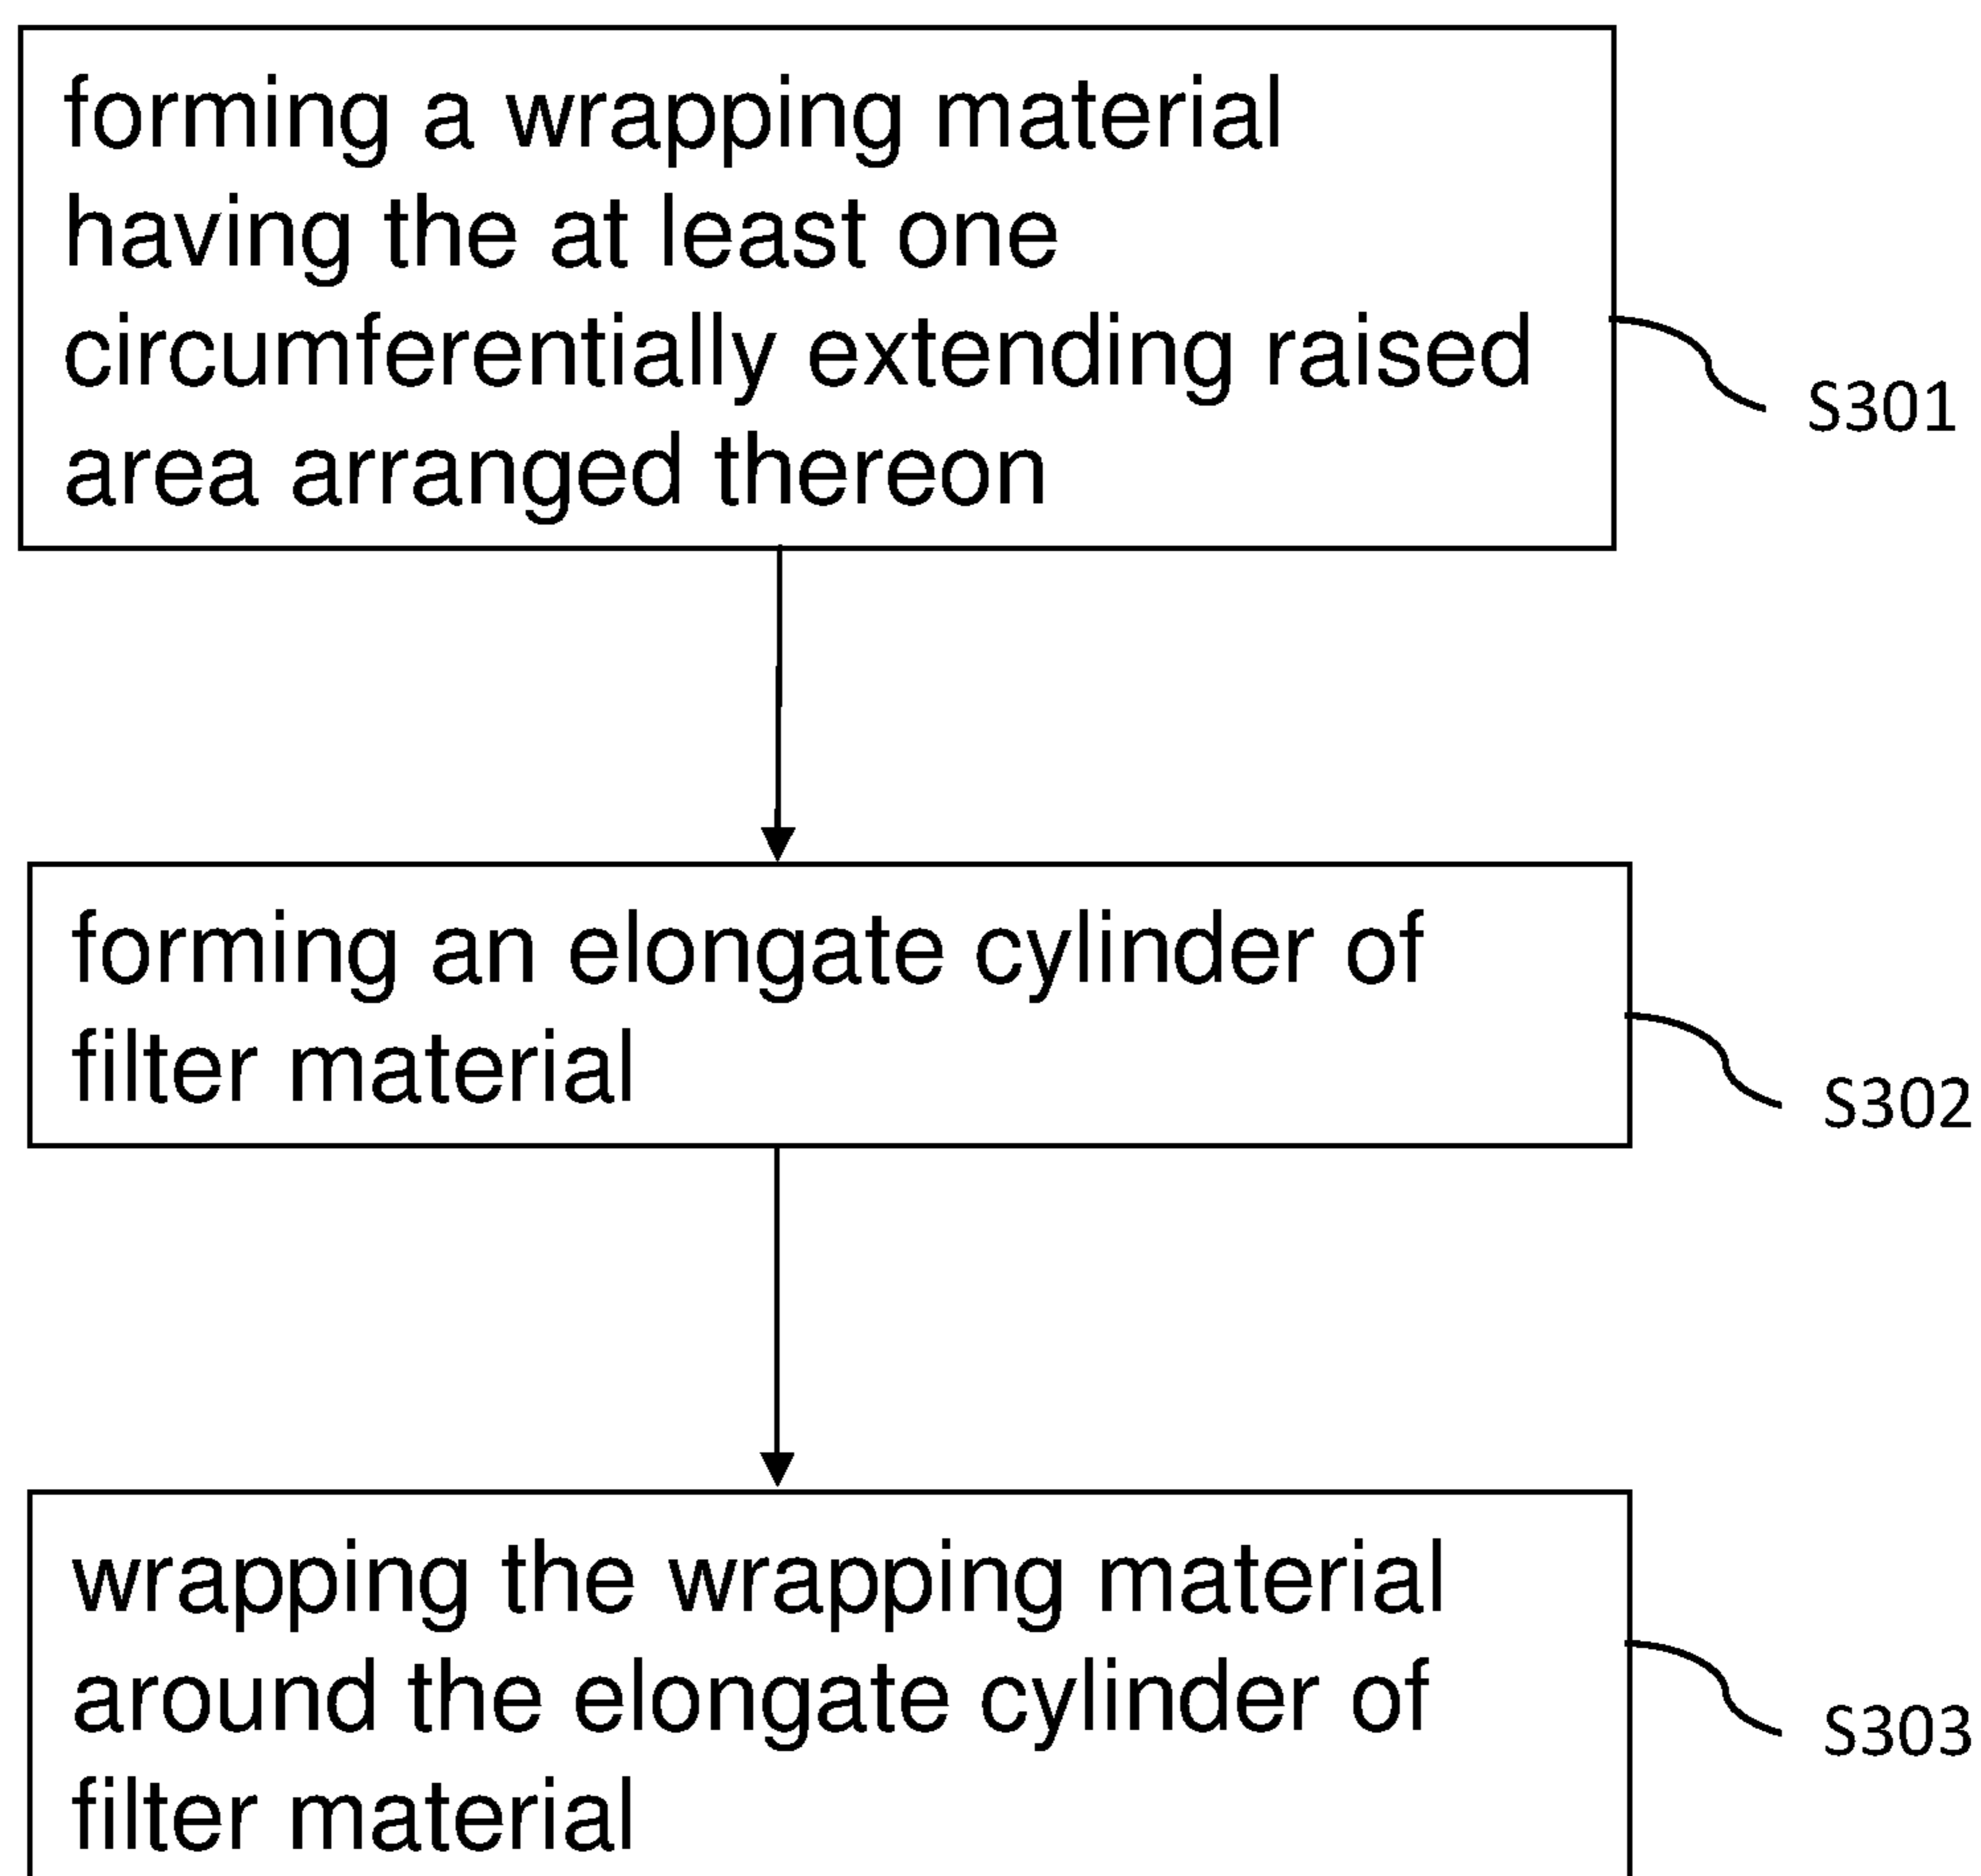 forming a wrapping material
having the at least one
circumferentially extending raised
area arranged thereon
S301
forming an elongate cylinder of
filter material
S302
wrapping the wrapping material
around the elongate cylinder of
filter material
S303